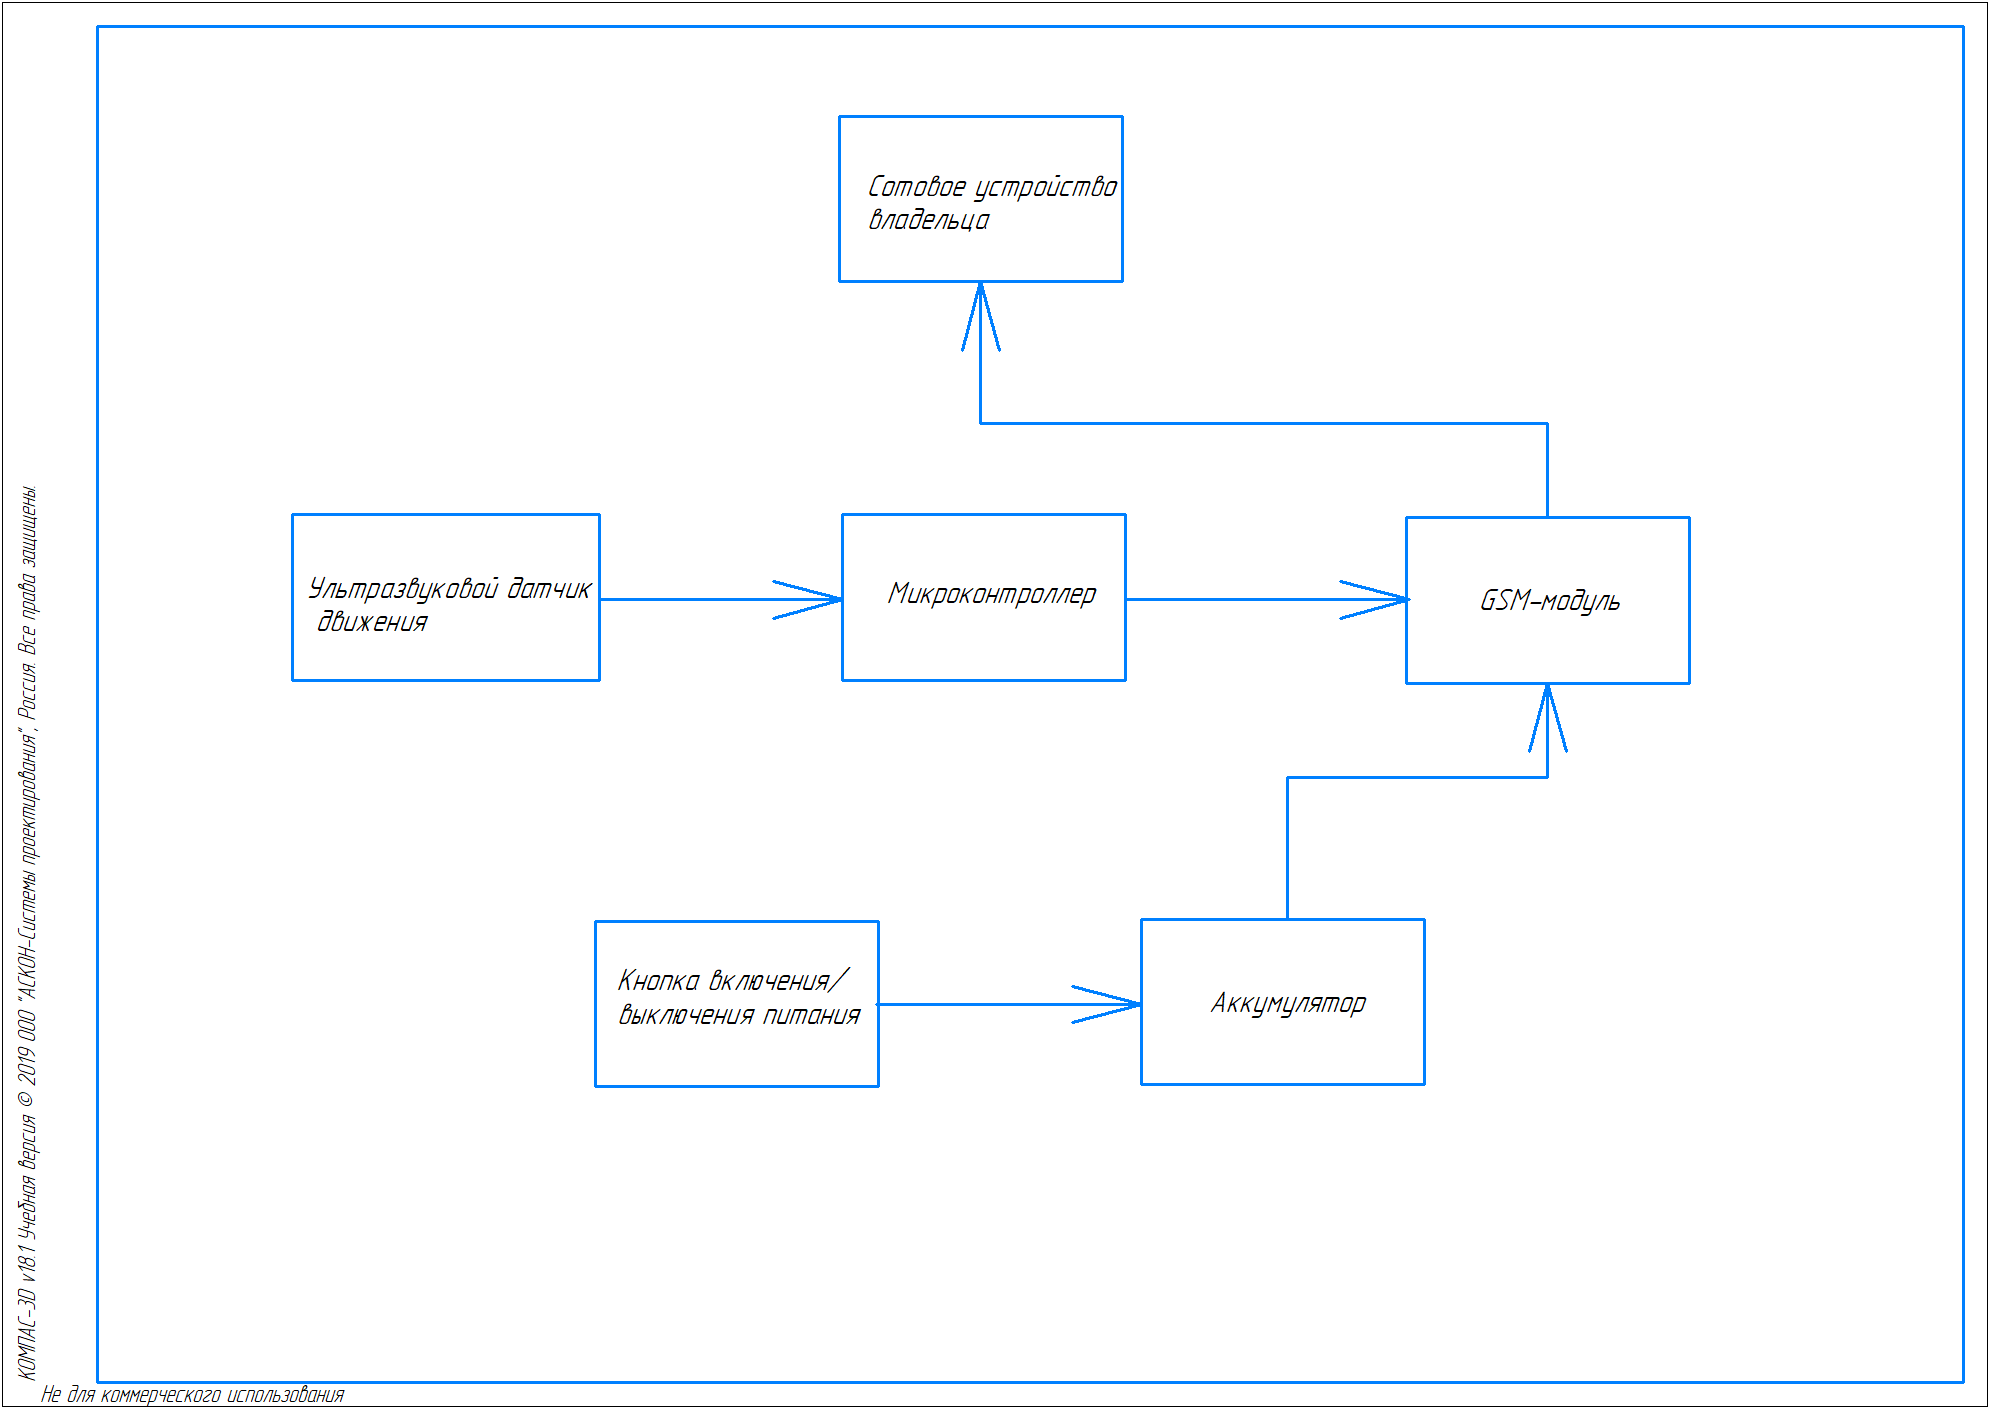 Сотовое устройство
владельца
Ультразвуковой датчик
движения
Микроконтроллер
GSM-модуль
Кнопка включения/
выключения питания
Аккумулятор
КОМПАС-3D v18.1 Учебная версия © 2019 ООО "АСКОН-Системы проектирования", Россия. Все права защищены.
Не для коммерческого использования